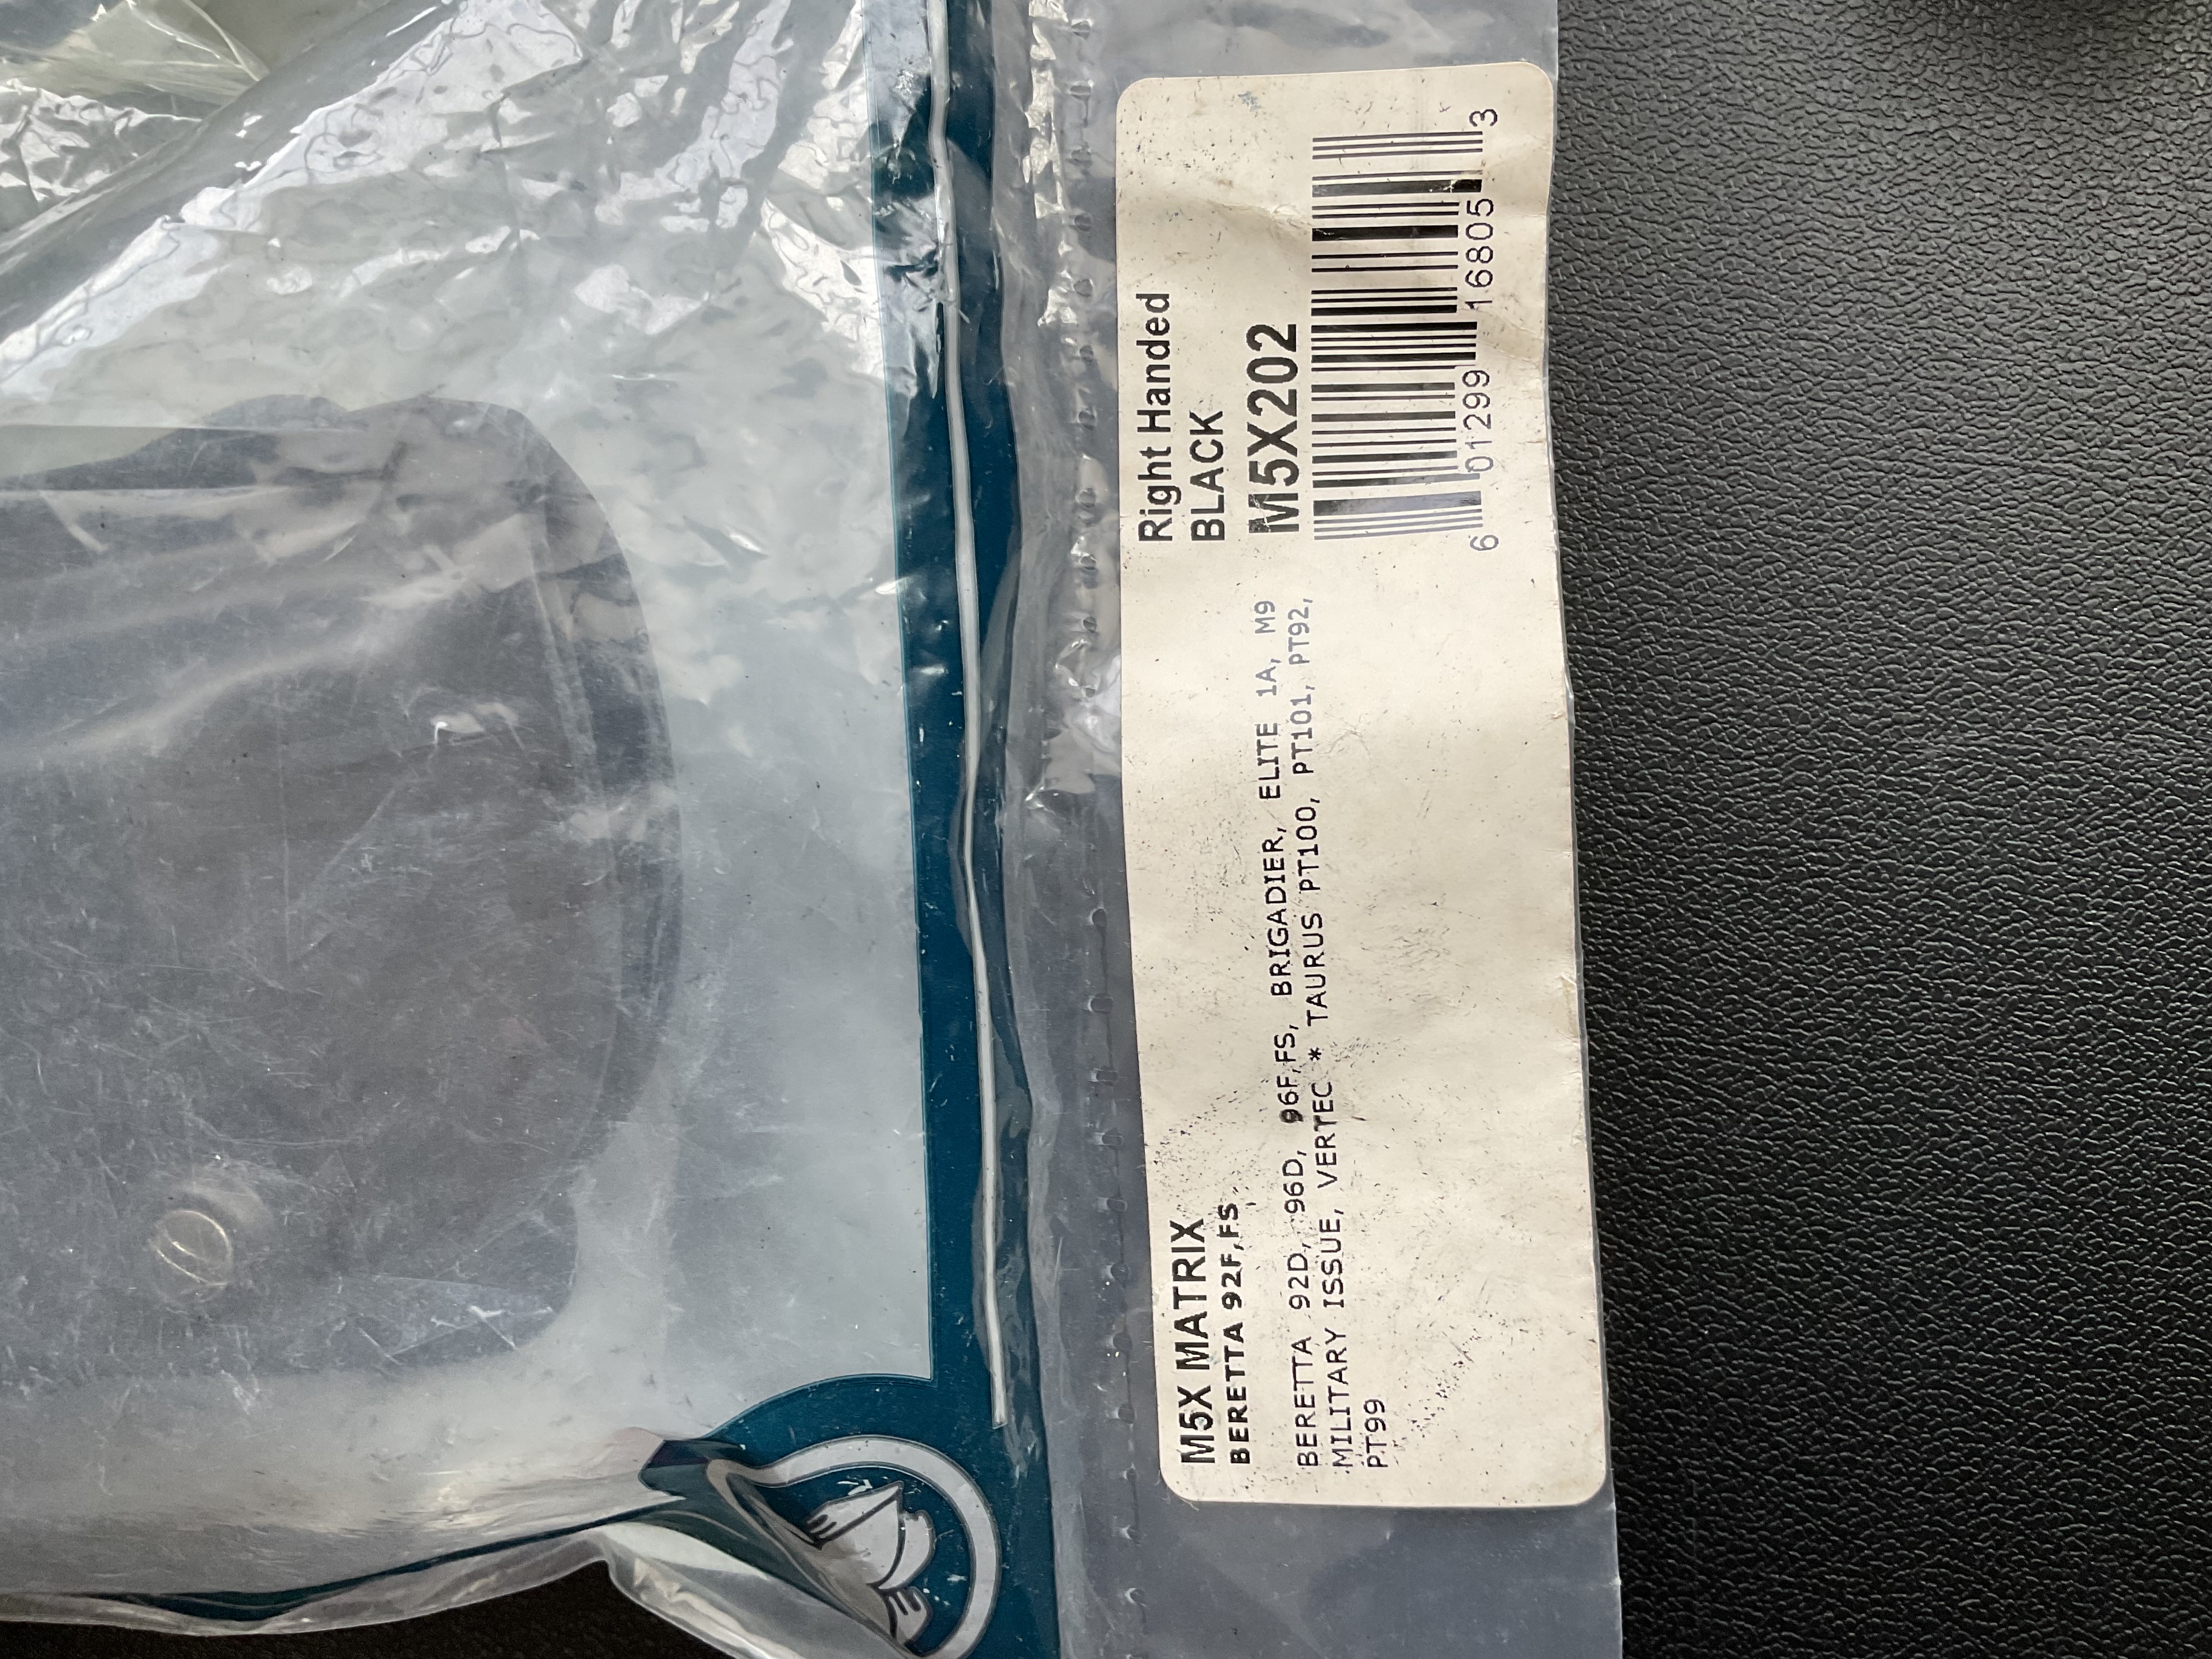 M5X MATRIX
BERETTA 92F,FS
BERETTA 92D, 96D, 96F,FS, BRIGADIER, ELITE 1A, M9
MILITARY ISSUE, VERTEC * TAURUS PT100, PT101, PT92,
PT99
Right Handed
BLACK
M5X202
6 01299 16805 3